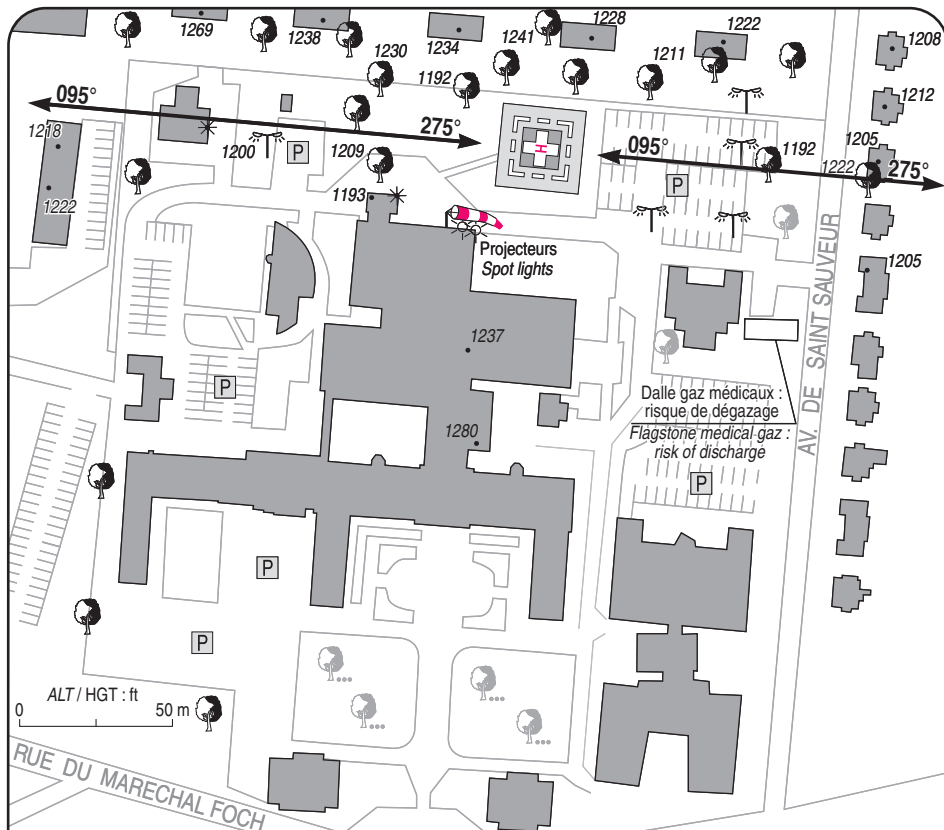 1269
1238
1234
1241
1228
1222
1208
1230
1192
1211
1212
095°
275°
1218
1200
P
1209
095°
1192
1205
1222
275°
P
1222
1193
H
Projecteurs
Spot lights
1205
1237
P
Dalle gaz médicaux :
risque de dégazage
Flagstone medical gaz :
risk of discharge
AV. DE SAINT SAUVEUR
1280
P
P
P
ALT / HGT : ft
0 50 m
RUE DU MARECHAL FOCH